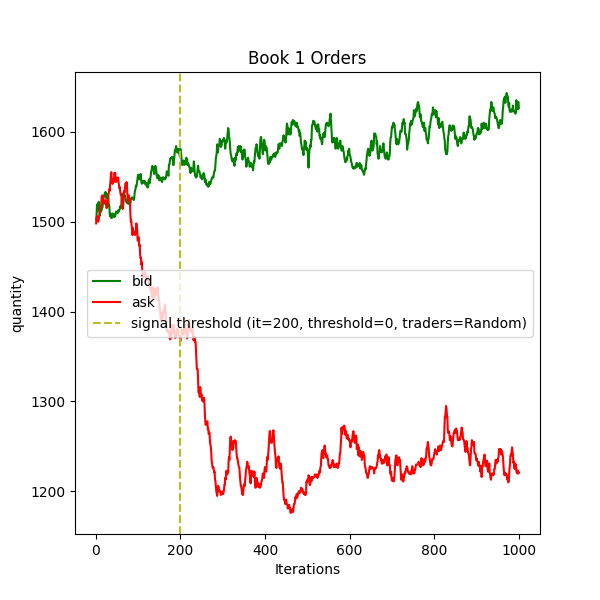 Book 1 Orders
1600
1500
1400
1300
1200
quantity
bid
ask
signal threshold (it=200, threshold=0, traders=Random)
0
200
400
600
800
1000
Iterations